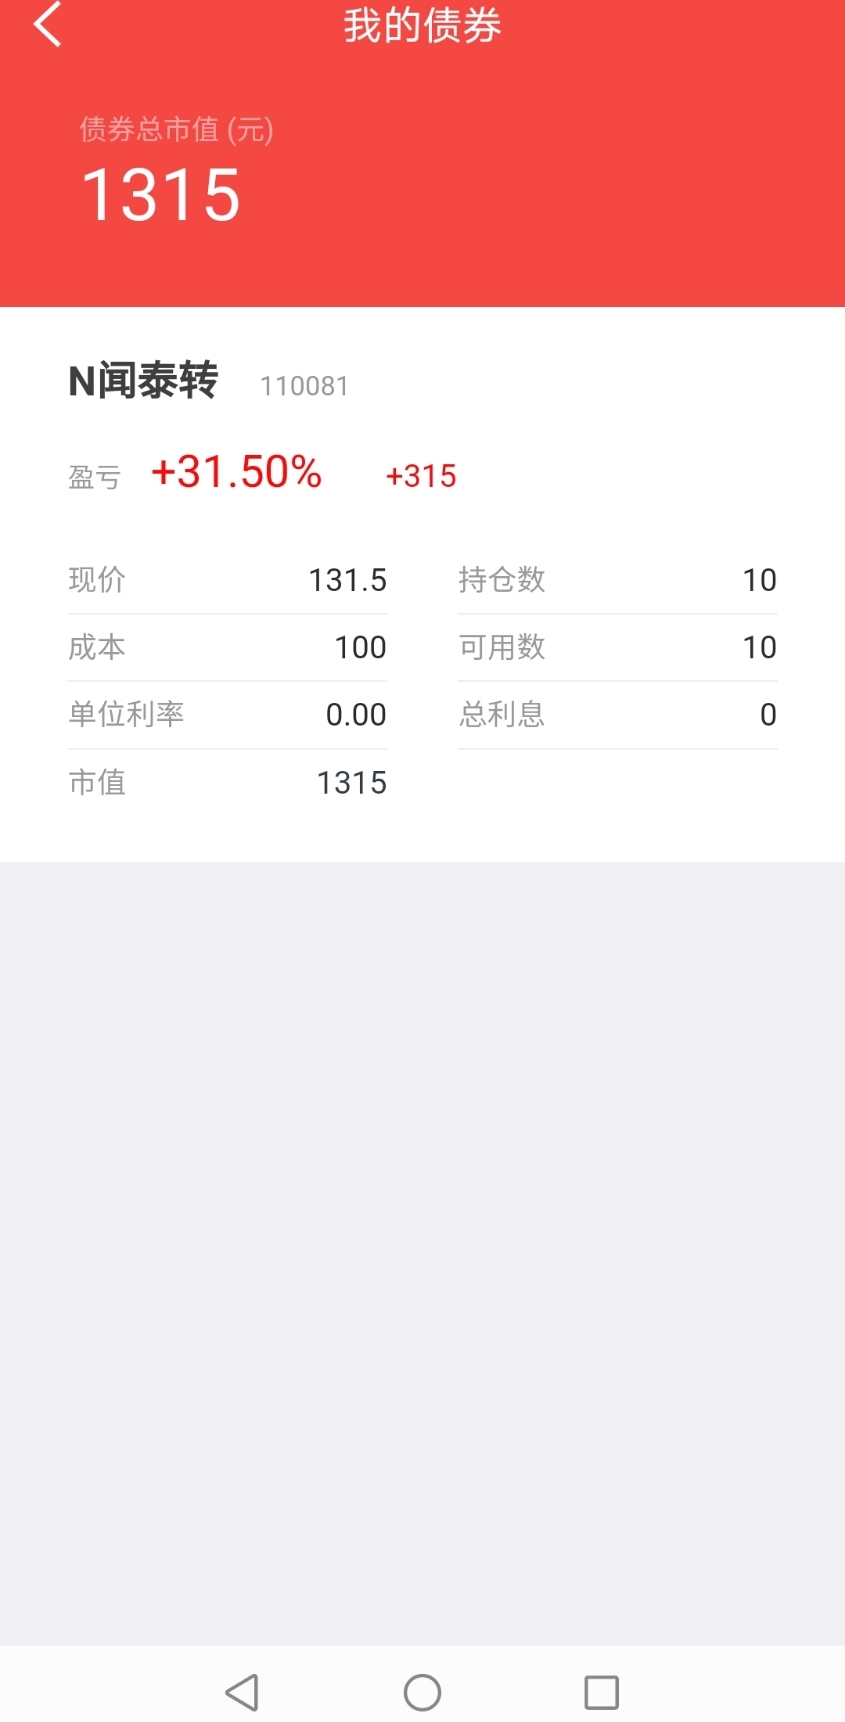 我的债券
债券总市值 (元)
1315
N闻泰转 110081
盈亏 +31.50% +315
现价 131.5 持仓数 10
成本 100 可用数 10
单位利率 0.00 总利息 0
市值 1315